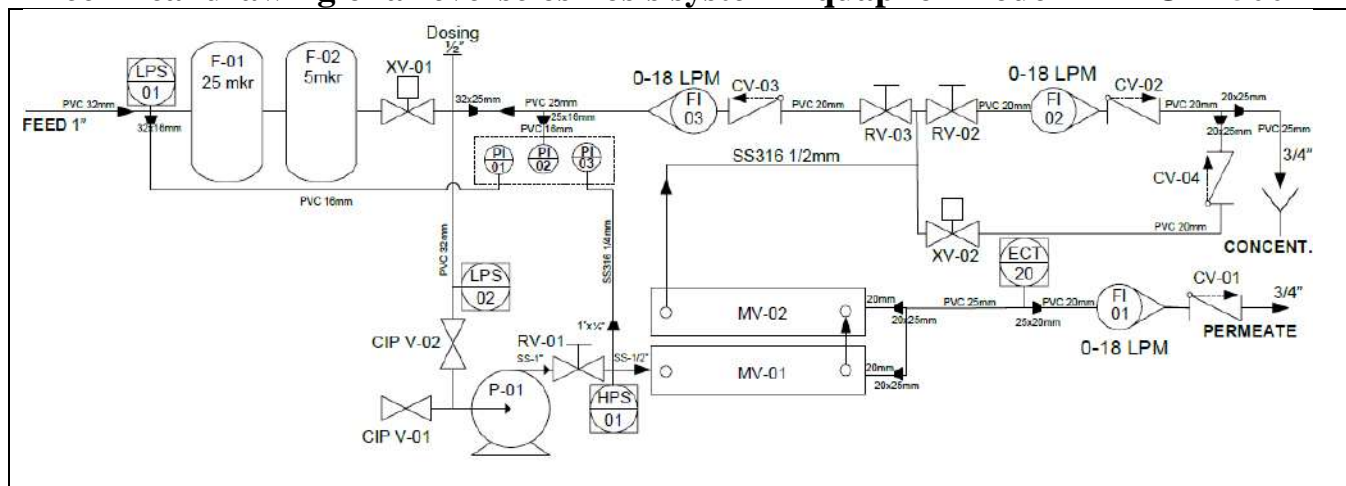 Dosing
½"
LPS
01
F-01
25 mkr
F-02
5mkr
XV-01
0-18 LPM
FI
03
CV-03
RV-03
RV-02
0-18 LPM
FI
02
CV-02
20x25mm
PVC 32mm
FEED 1"
32x16mm
32x25mm
PVC 25mm
25x16mm
PVC 16mm
PVC 20mm
PVC 20mm
PVC 20mm
20x25mm
PVC 25mm
3/4"
PI
01
PI
02
PI
03
SS316 1/2mm
CV-04
PVC 16mm
PVC 20mm
CONCENT.
XV-02
PVC 32mm
SS316 1/4mm
LPS
02
ECT
20
CV-01
3/4"
20mm
20x25mm
PVC 25mm
PVC 20mm
25x20mm
FI
01
PERMEATE
0-18 LPM
MV-02
CIP V-02
RV-01
1"x¼"
SS-1"
SS-1/2"
MV-01
20mm
20x25mm
P-01
HPS
01
CIP V-01